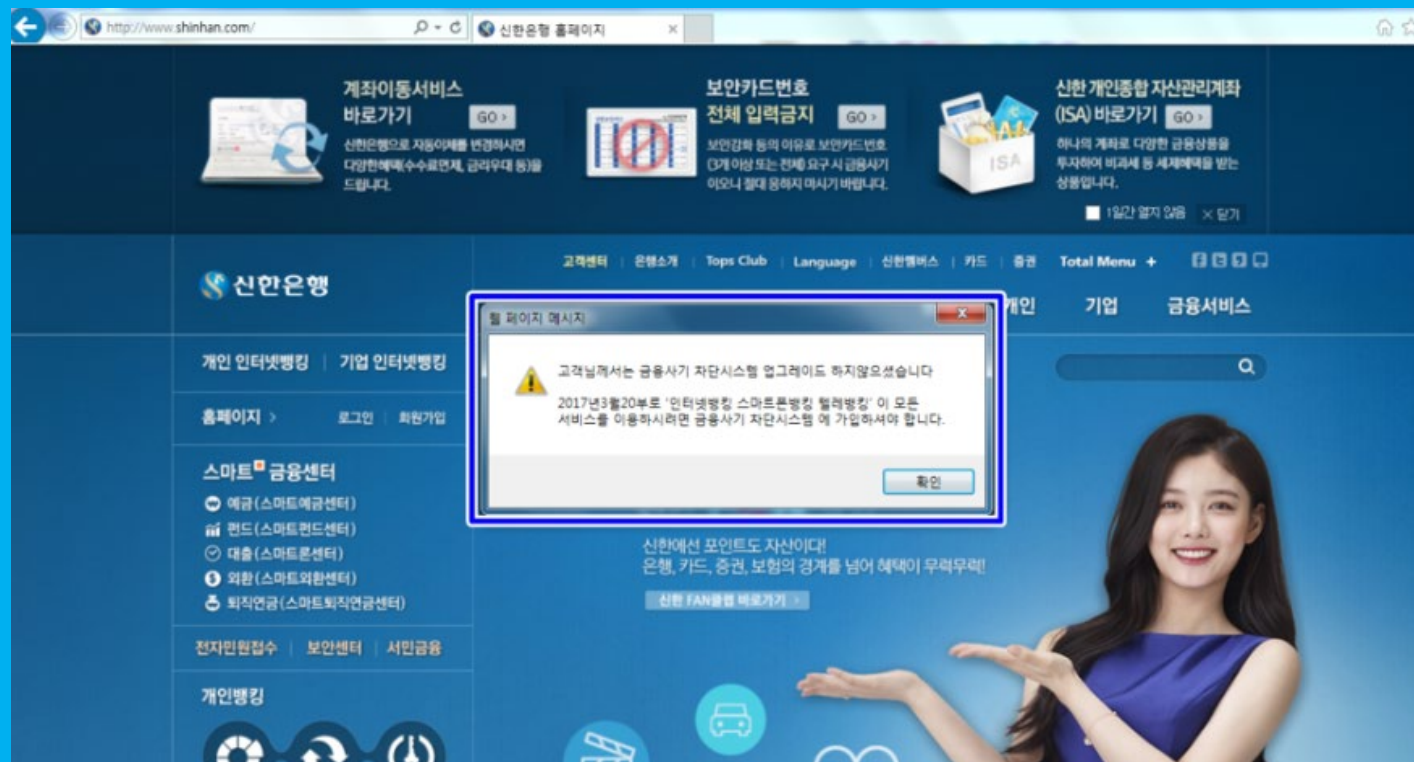 http://www.shinhan.com/
신한은행 홈페이지
계좌이동서비스
바로가기 GO
신한은행으로 자동이체를 변경하시면
다양한혜택(수수료면제, 금리우대 등)을
드립니다.
보안카드번호
전체 입력금지 GO
보안강화 등의 이유로 보안카드번호
(3개 이상 또는 전체) 요구 시 금융사기
이오니 절대 응하지 마시기 바랍니다.
신한 개인종합 자산관리계좌
(ISA) 바로가기 GO
하나의 계좌로 다양한 금융상품을
투자하여 비과세 등 세제혜택을 받는
상품입니다.
ISA
1일간 열지 않음 닫기
고객센터 은행소개 Tops Club Language 신한멤버스 카드 증권 Total Menu +
신한은행
개인 기업 금융서비스
웹 페이지 메시지
고객님께서는 금융사기 차단시스템 업그레이드 하지않으셨습니다
2017년3월20부로 '인터넷뱅킹 스마트폰뱅킹 텔레뱅킹' 이 모든
서비스를 이용하시려면 금융사기 차단시스템 에 가입하셔야 합니다.
확인
개인 인터넷뱅킹 기업 인터넷뱅킹
홈페이지 > 로그인 회원가입
스마트 금융센터
예금(스마트예금센터)
펀드(스마트펀드센터)
대출(스마트론센터)
외환(스마트외환센터)
퇴직연금(스마트퇴직연금센터)
전자민원접수 보안센터 서민금융
개인뱅킹
신한에선 포인트도 자산이다!
은행, 카드, 증권, 보험의 경계를 넘어 혜택이 무럭무럭!
신한 FAN클럽 바로가기 >